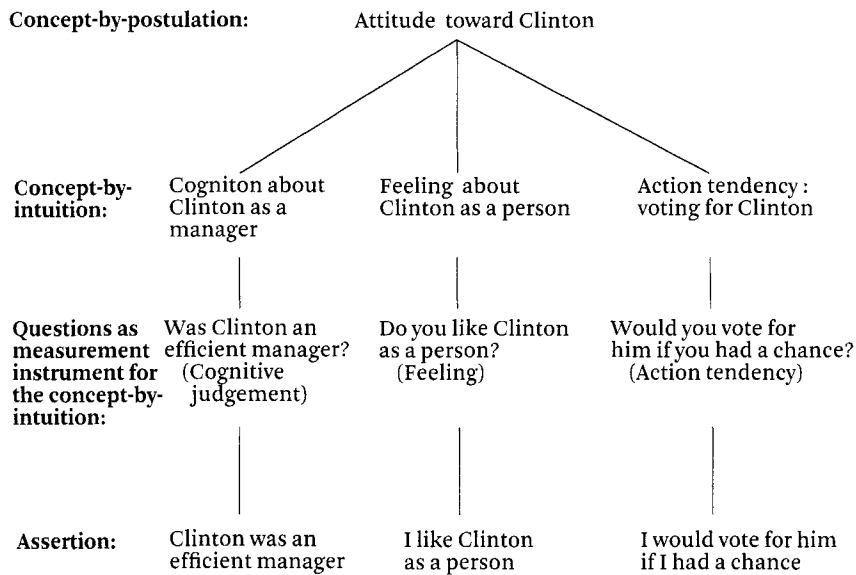 Concept-by-postulation: Attitude toward Clinton
Concept-by-
intuition:
Cogniton about
Clinton as a
manager
Feeling about
Clinton as a person
Action tendency :
voting for Clinton
Questions as
measurement
instrument for
the concept-by-
intuition:
Was Clinton an
efficient manager?
(Cognitive
judgement)
Do you like Clinton
as a person?
(Feeling)
Would you vote for
him if you had a chance?
(Action tendency)
Assertion:
Clinton was an
efficient manager
I like Clinton
as a person
I would vote for him
if I had a chance